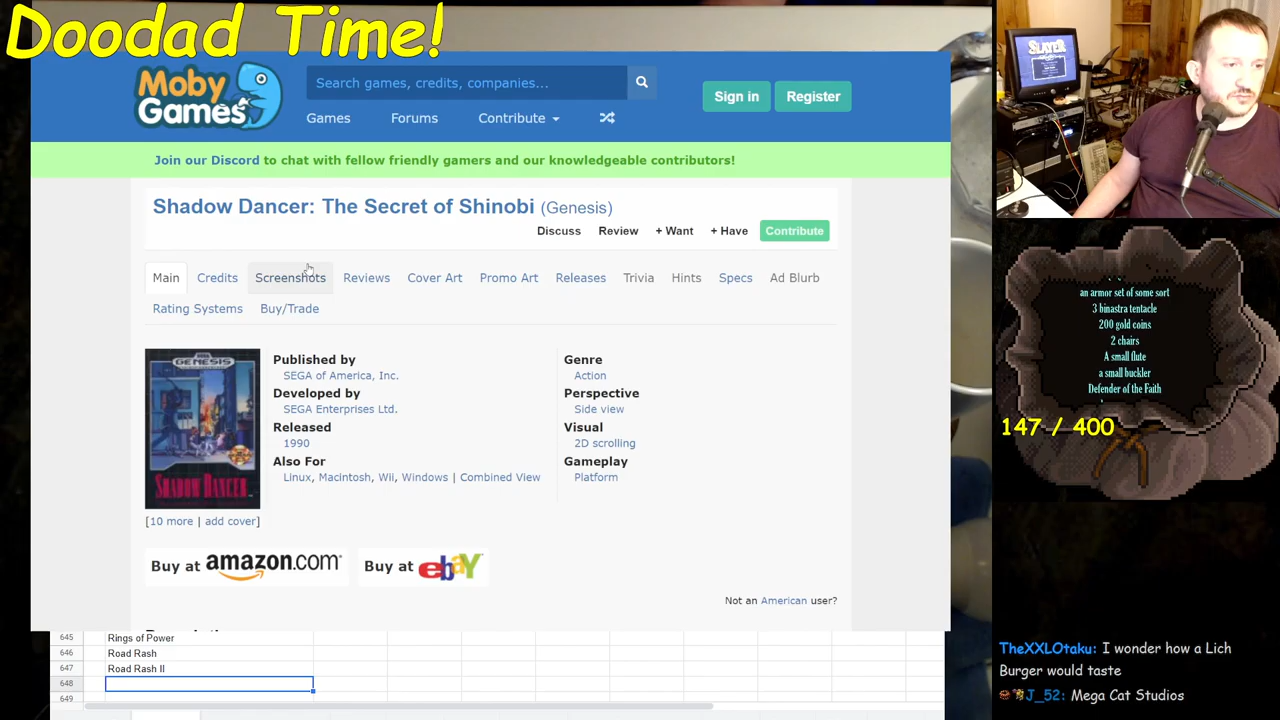 Doodad Time!
Moby Games
Search games, credits, companies...
Sign in
Register
Games
Forums
Contribute
Join our Discord to chat with fellow friendly gamers and our knowledgeable contributors!
Shadow Dancer: The Secret of Shinobi (Genesis)
Discuss
Review
+ Want
+ Have
Contribute
Main
Credits
Screenshots
Reviews
Cover Art
Promo Art
Releases
Trivia
Hints
Specs
Ad Blurb
Rating Systems
Buy/Trade
GENESIS
SHADOW DANCER
[10 more | add cover]
Published by
SEGA of America, Inc.
Developed by
SEGA Enterprises Ltd.
Released
1990
Also For
Linux, Macintosh, Wii, Windows | Combined View
Genre
Action
Perspective
Side view
Visual
2D scrolling
Gameplay
Platform
Buy at amazon.com
Buy at ebay
Not an American user?
645 Rings of Power
646 Road Rash
647 Road Rash II
648
649
SLAYER
an armor set of some sort
3 binastra tentacle
200 gold coins
2 chairs
A small flute
a small buckler
Defender of the Faith
147 / 400
TheXXLOtaku: I wonder how a Lich
Burger would taste
J_52: Mega Cat Studios